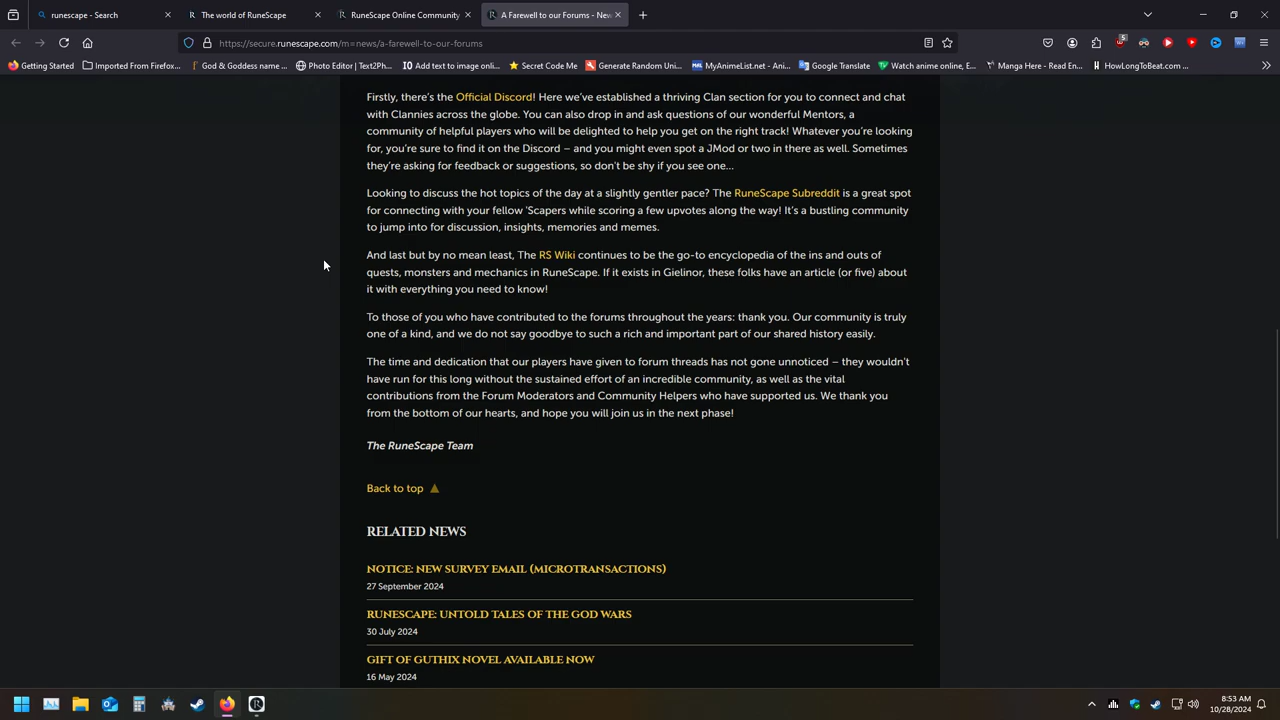 runescape - Search
The world of RuneScape
RuneScape Online Community
A Farewell to our Forums - New
https://secure.runescape.com/m=news/a-farewell-to-our-forums
5
Getting Started
Imported From Firefox...
God & Goddess name ...
Photo Editor | Text2Ph...
Add text to image onli...
Secret Code Me
Generate Random Uni...
MyAnimeList.net - Ani...
Google Translate
Watch anime online, E...
Manga Here - Read En...
HowLongToBeat.com ...
Firstly, there's the Official Discord! Here we've established a thriving Clan section for you to connect and chat
with Clannies across the globe. You can also drop in and ask questions of our wonderful Mentors, a
community of helpful players who will be delighted to help you get on the right track! Whatever you're looking
for, you're sure to find it on the Discord – and you might even spot a JMod or two in there as well. Sometimes
they're asking for feedback or suggestions, so don't be shy if you see one...
Looking to discuss the hot topics of the day at a slightly gentler pace? The RuneScape Subreddit is a great spot
for connecting with your fellow 'Scapers while scoring a few upvotes along the way! It's a bustling community
to jump into for discussion, insights, memories and memes.
And last but by no mean least, The RS Wiki continues to be the go-to encyclopedia of the ins and outs of
quests, monsters and mechanics in RuneScape. If it exists in Gielinor, these folks have an article (or five) about
it with everything you need to know!
To those of you who have contributed to the forums throughout the years: thank you. Our community is truly
one of a kind, and we do not say goodbye to such a rich and important part of our shared history easily.
The time and dedication that our players have given to forum threads has not gone unnoticed – they wouldn't
have run for this long without the sustained effort of an incredible community, as well as the vital
contributions from the Forum Moderators and Community Helpers who have supported us. We thank you
from the bottom of our hearts, and hope you will join us in the next phase!
The RuneScape Team
Back to top
RELATED NEWS
NOTICE: NEW SURVEY EMAIL (MICROTRANSACTIONS)
27 September 2024
RUNESCAPE: UNTOLD TALES OF THE GOD WARS
30 July 2024
GIFT OF GUTHIX NOVEL AVAILABLE NOW
16 May 2024
8:53 AM
10/28/2024